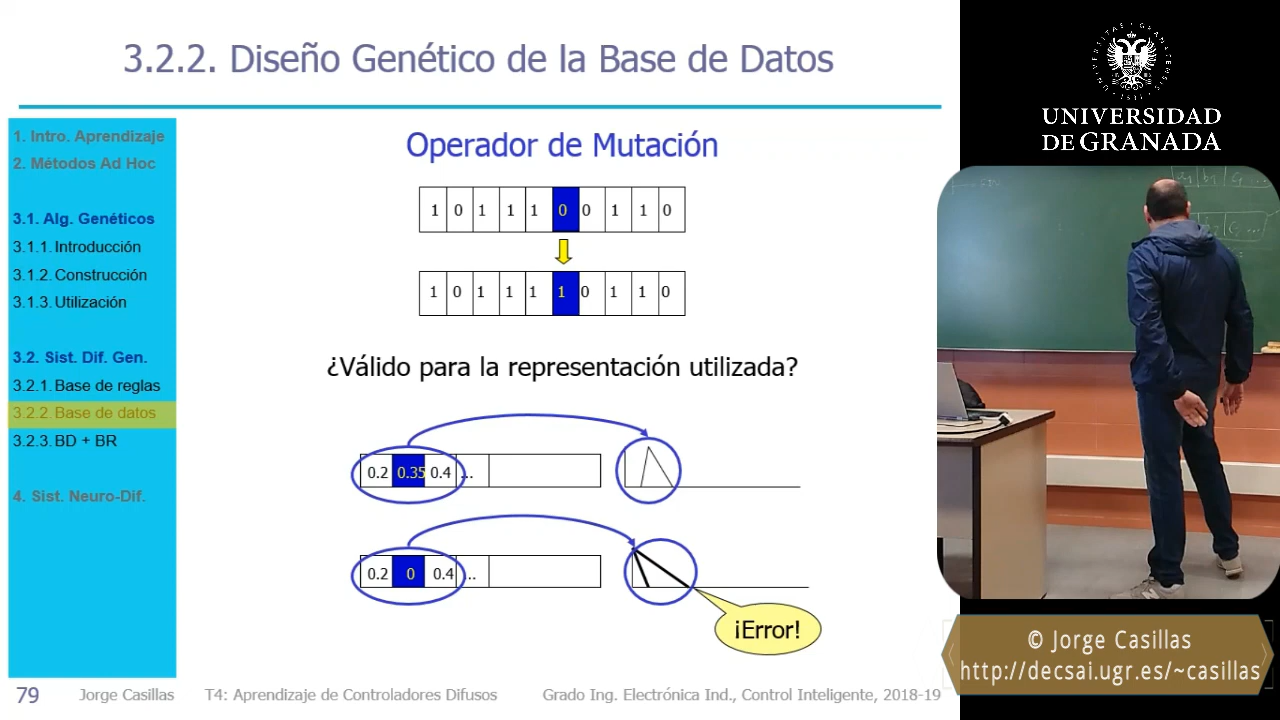 3.2.2. Diseño Genético de la Base de Datos
1. Intro. Aprendizaje
2. Métodos Ad Hoc
3.1. Alg. Genéticos
3.1.1. Introducción
3.1.2. Construcción
3.1.3. Utilización
3.2. Sist. Dif. Gen.
3.2.1. Base de reglas
3.2.2. Base de datos
3.2.3. BD + BR
4. Sist. Neuro-Dif.
Operador de Mutación
1 0 1 1 1 0 0 1 1 0
1 0 1 1 1 1 0 1 1 0
¿Válido para la representación utilizada?
0.2 0.35 0.4 ...
0.2 0 0.4 ...
¡Error!
79 Jorge Casillas T4: Aprendizaje de Controladores Difusos Grado Ing. Electrónica Ind., Control Inteligente, 2018-19
UNIVERSIDAD
DE GRANADA
© Jorge Casillas
http://decsai.ugr.es/~casillas